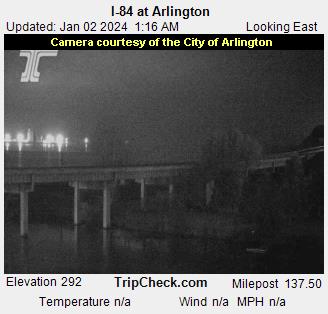 I-84 at Arlington
Updated: Jan 02 2024 1:16 AM Looking East
Camera courtesy of the City of Arlington
Elevation 292 TripCheck.com Milepost 137.50
Temperature n/a Wind n/a MPH n/a